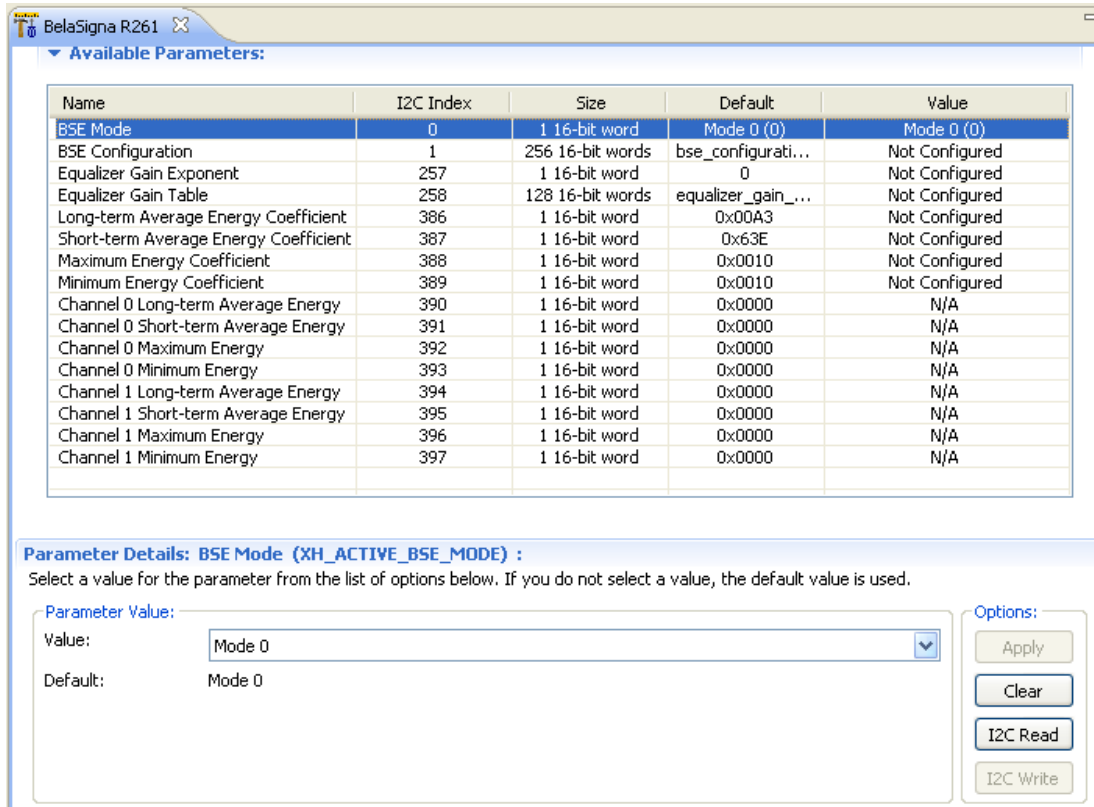 BelaSigna R261
Available Parameters:
Name I2C Index Size Default Value
BSE Mode 0 1 16-bit word Mode 0 (0) Mode 0 (0)
BSE Configuration 1 256 16-bit words bse_configurati... Not Configured
Equalizer Gain Exponent 257 1 16-bit word 0 Not Configured
Equalizer Gain Table 258 128 16-bit words equalizer_gain_... Not Configured
Long-term Average Energy Coefficient 386 1 16-bit word 0x00A3 Not Configured
Short-term Average Energy Coefficient 387 1 16-bit word 0x63E Not Configured
Maximum Energy Coefficient 388 1 16-bit word 0x0010 Not Configured
Minimum Energy Coefficient 389 1 16-bit word 0x0010 Not Configured
Channel 0 Long-term Average Energy 390 1 16-bit word 0x0000 N/A
Channel 0 Short-term Average Energy 391 1 16-bit word 0x0000 N/A
Channel 0 Maximum Energy 392 1 16-bit word 0x0000 N/A
Channel 0 Minimum Energy 393 1 16-bit word 0x0000 N/A
Channel 1 Long-term Average Energy 394 1 16-bit word 0x0000 N/A
Channel 1 Short-term Average Energy 395 1 16-bit word 0x0000 N/A
Channel 1 Maximum Energy 396 1 16-bit word 0x0000 N/A
Channel 1 Minimum Energy 397 1 16-bit word 0x0000 N/A
Parameter Details: BSE Mode (XH_ACTIVE_BSE_MODE) :
Select a value for the parameter from the list of options below. If you do not select a value, the default value is used.
Parameter Value:
Value: Mode 0
Default: Mode 0
Options:
Apply
Clear
I2C Read
I2C Write